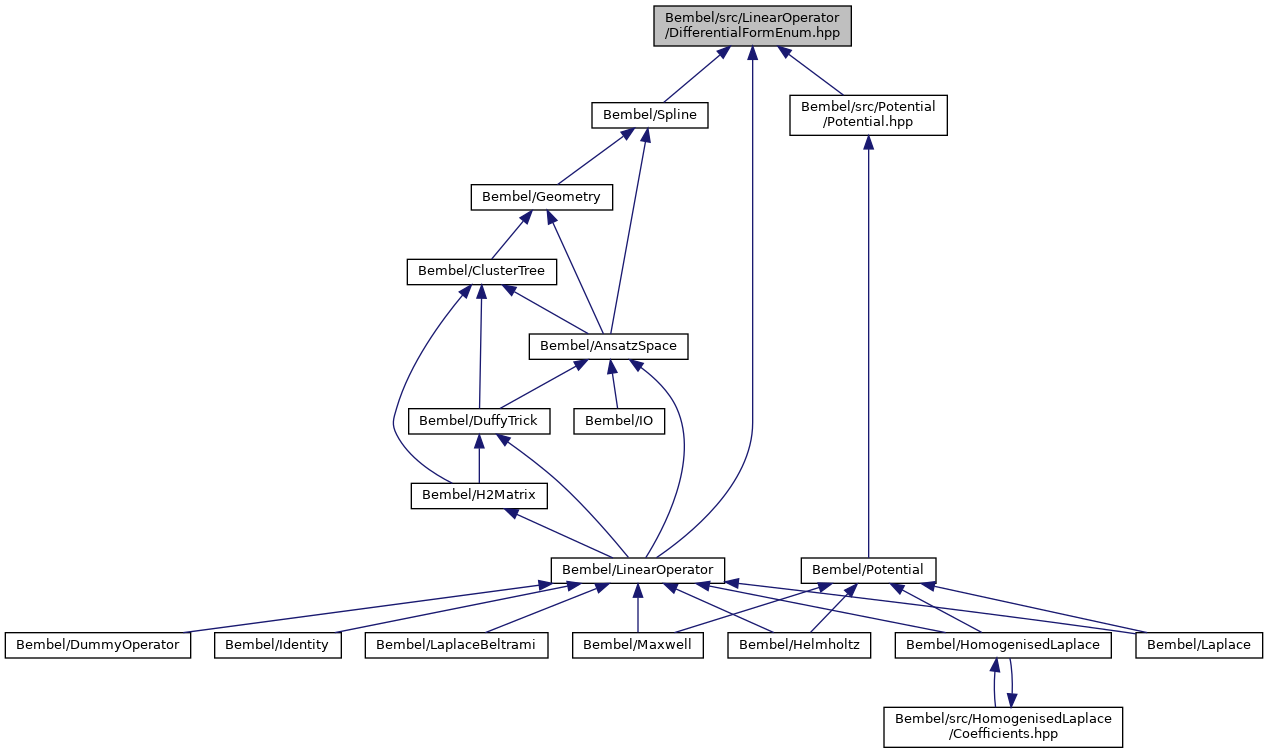 Bembel/src/LinearOperator
/DifferentialFormEnum.hpp
Bembel/Spline
Bembel/src/Potential
/Potential.hpp
Bembel/Geometry
Bembel/ClusterTree
Bembel/AnsatzSpace
Bembel/DuffyTrick
Bembel/IO
Bembel/H2Matrix
Bembel/LinearOperator
Bembel/Potential
Bembel/DummyOperator
Bembel/Identity
Bembel/LaplaceBeltrami
Bembel/Maxwell
Bembel/Helmholtz
Bembel/HomogenisedLaplace
Bembel/Laplace
Bembel/src/HomogenisedLaplace
/Coefficients.hpp